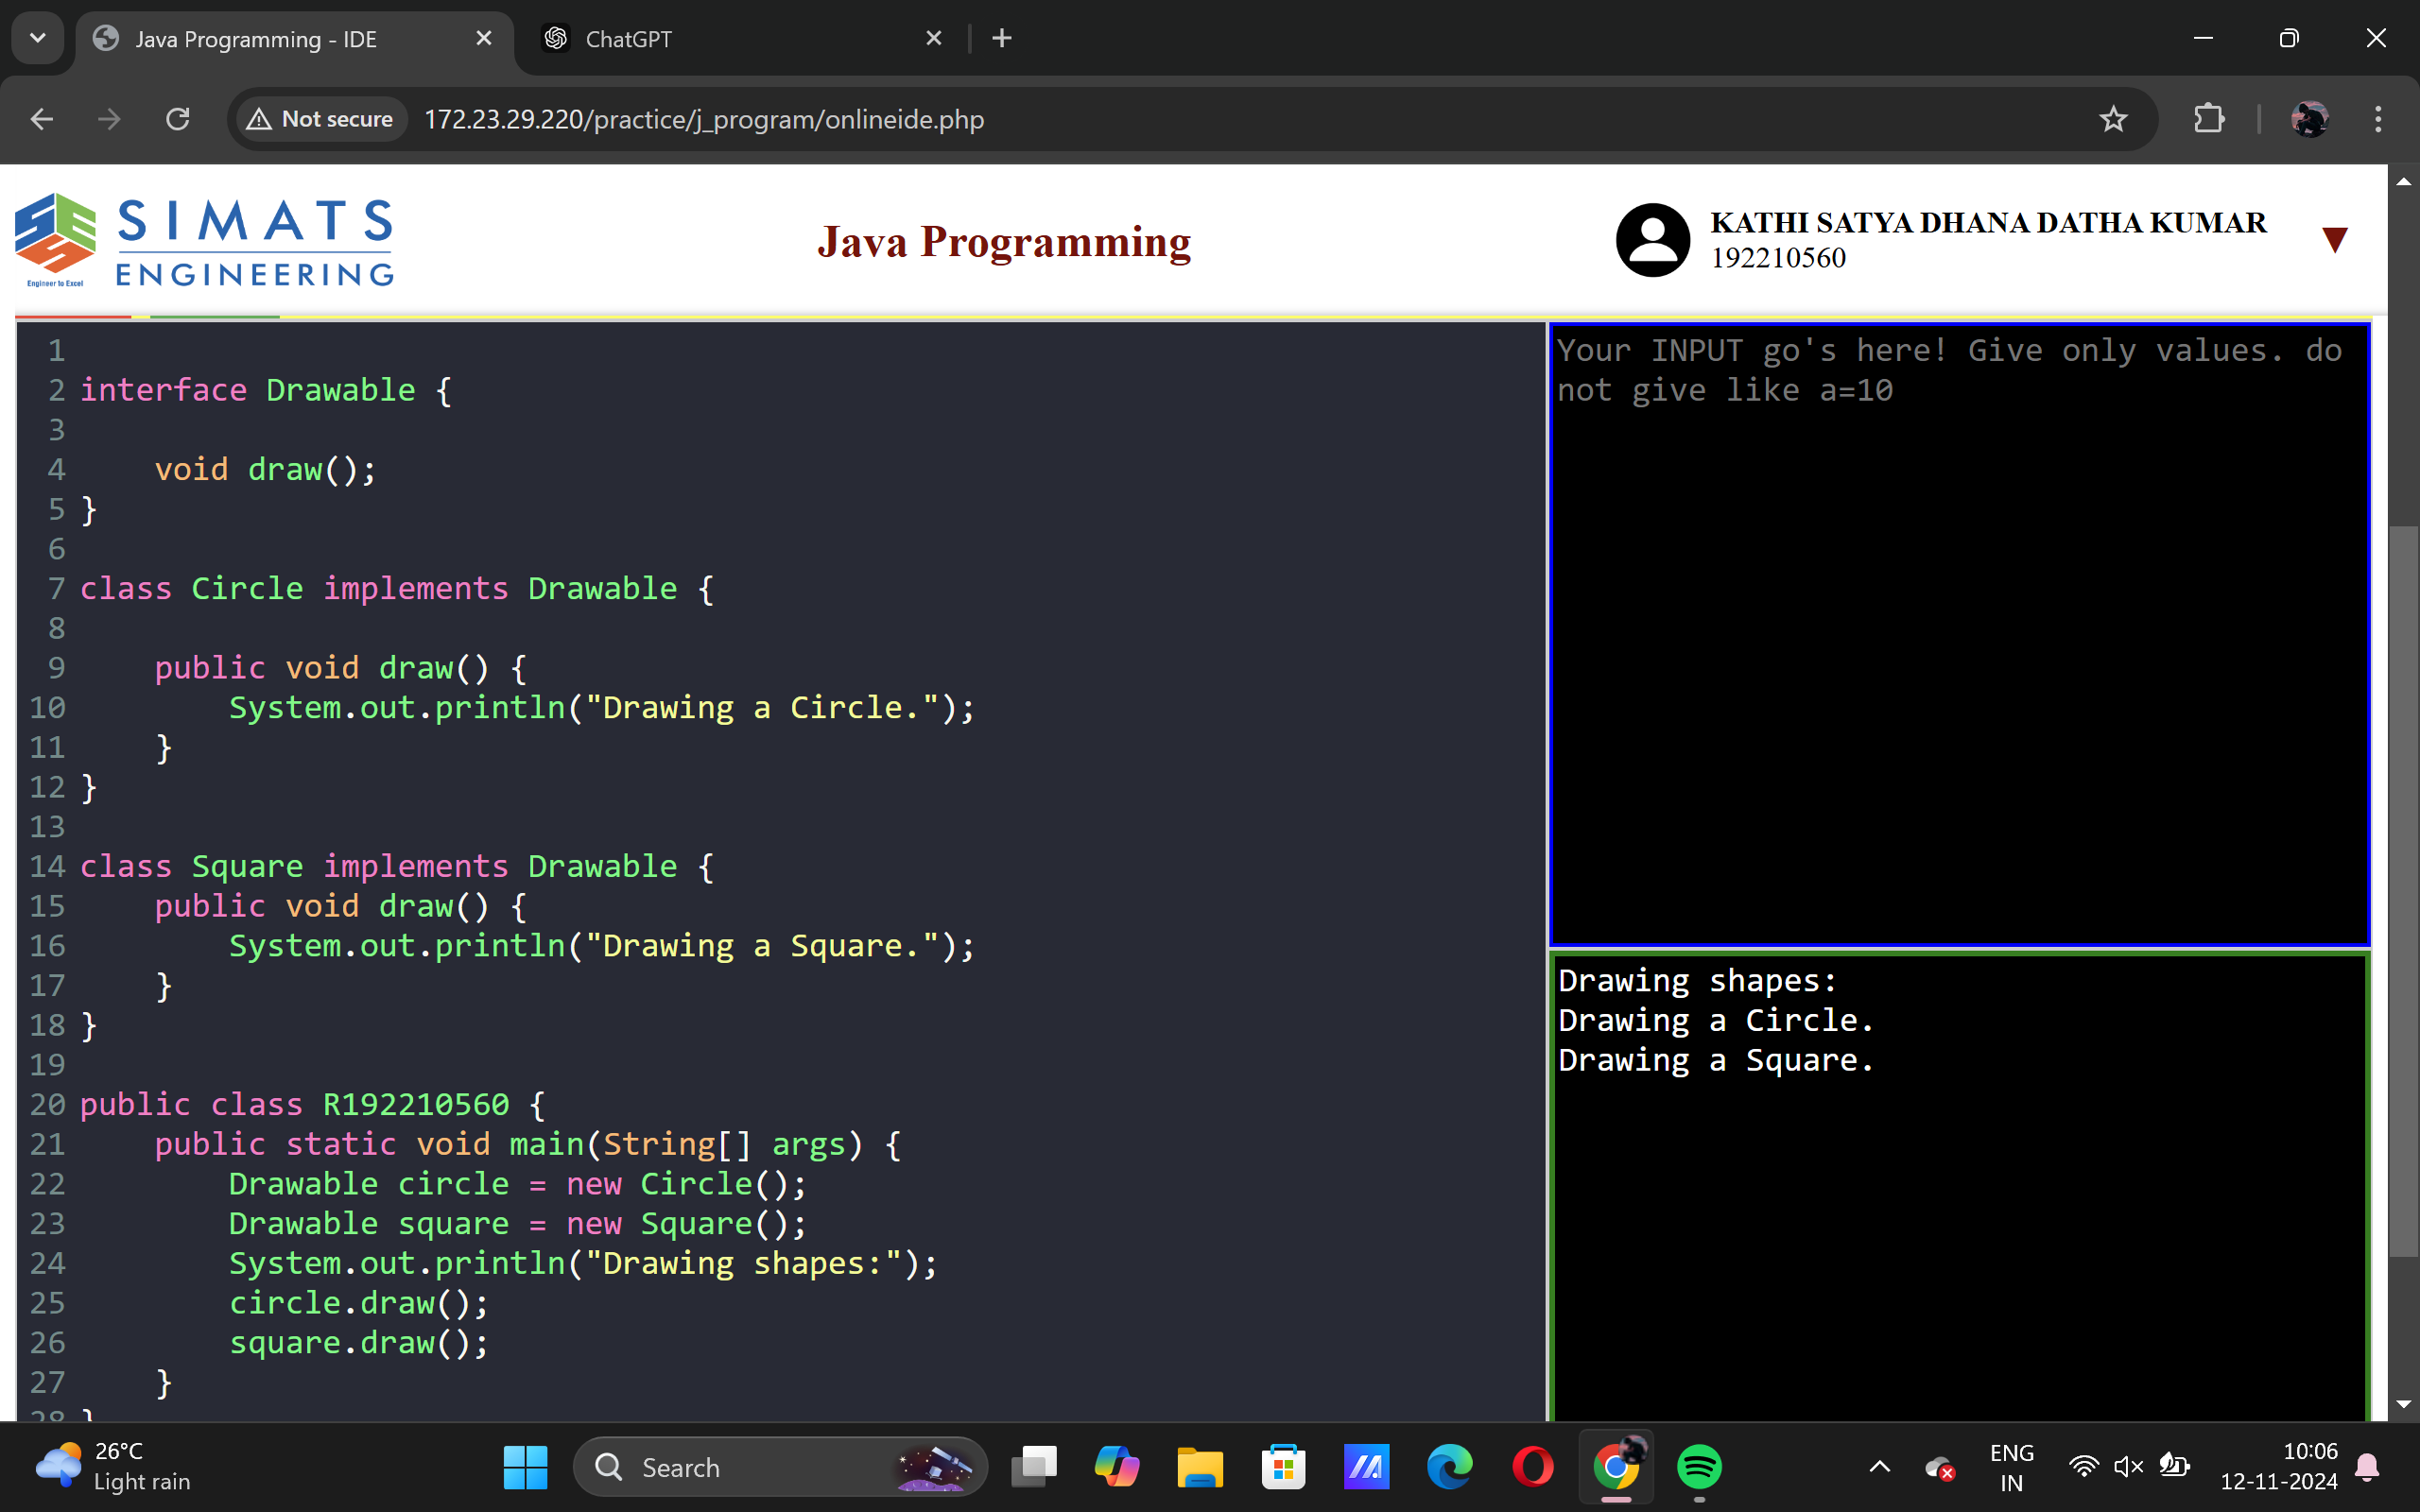 Java Programming - IDE
ChatGPT
Not secure
172.23.29.220/practice/j_program/onlineide.php
SIMATS
ENGINEERING
Engineer to Excel
Java Programming
KATHI SATYA DHANA DATHA KUMAR
192210560
1
2 interface Drawable {
3
4     void draw();
5 }
6
7 class Circle implements Drawable {
8
9     public void draw() {
10         System.out.println("Drawing a Circle.");
11     }
12 }
13
14 class Square implements Drawable {
15     public void draw() {
16         System.out.println("Drawing a Square.");
17     }
18 }
19
20 public class R192210560 {
21     public static void main(String[] args) {
22         Drawable circle = new Circle();
23         Drawable square = new Square();
24         System.out.println("Drawing shapes:");
25         circle.draw();
26         square.draw();
27     }
28 }
Your INPUT go's here! Give only values. do
not give like a=10
Drawing shapes:
Drawing a Circle.
Drawing a Square.
26°C
Light rain
Search
ENG
IN
10:06
12-11-2024